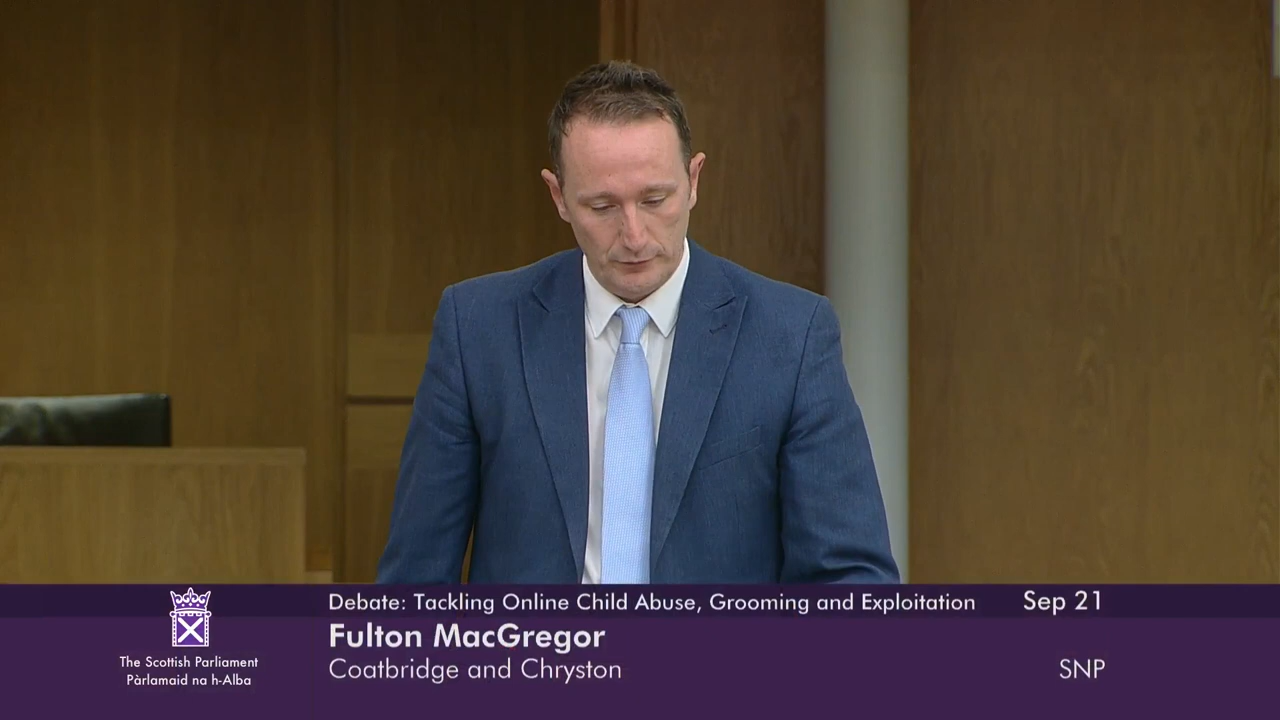 Debate: Tackling Online Child Abuse, Grooming and Exploitation Sep 21
Fulton MacGregor
Coatbridge and Chryston SNP
The Scottish Parliament
Pàrlamaid na h-Alba